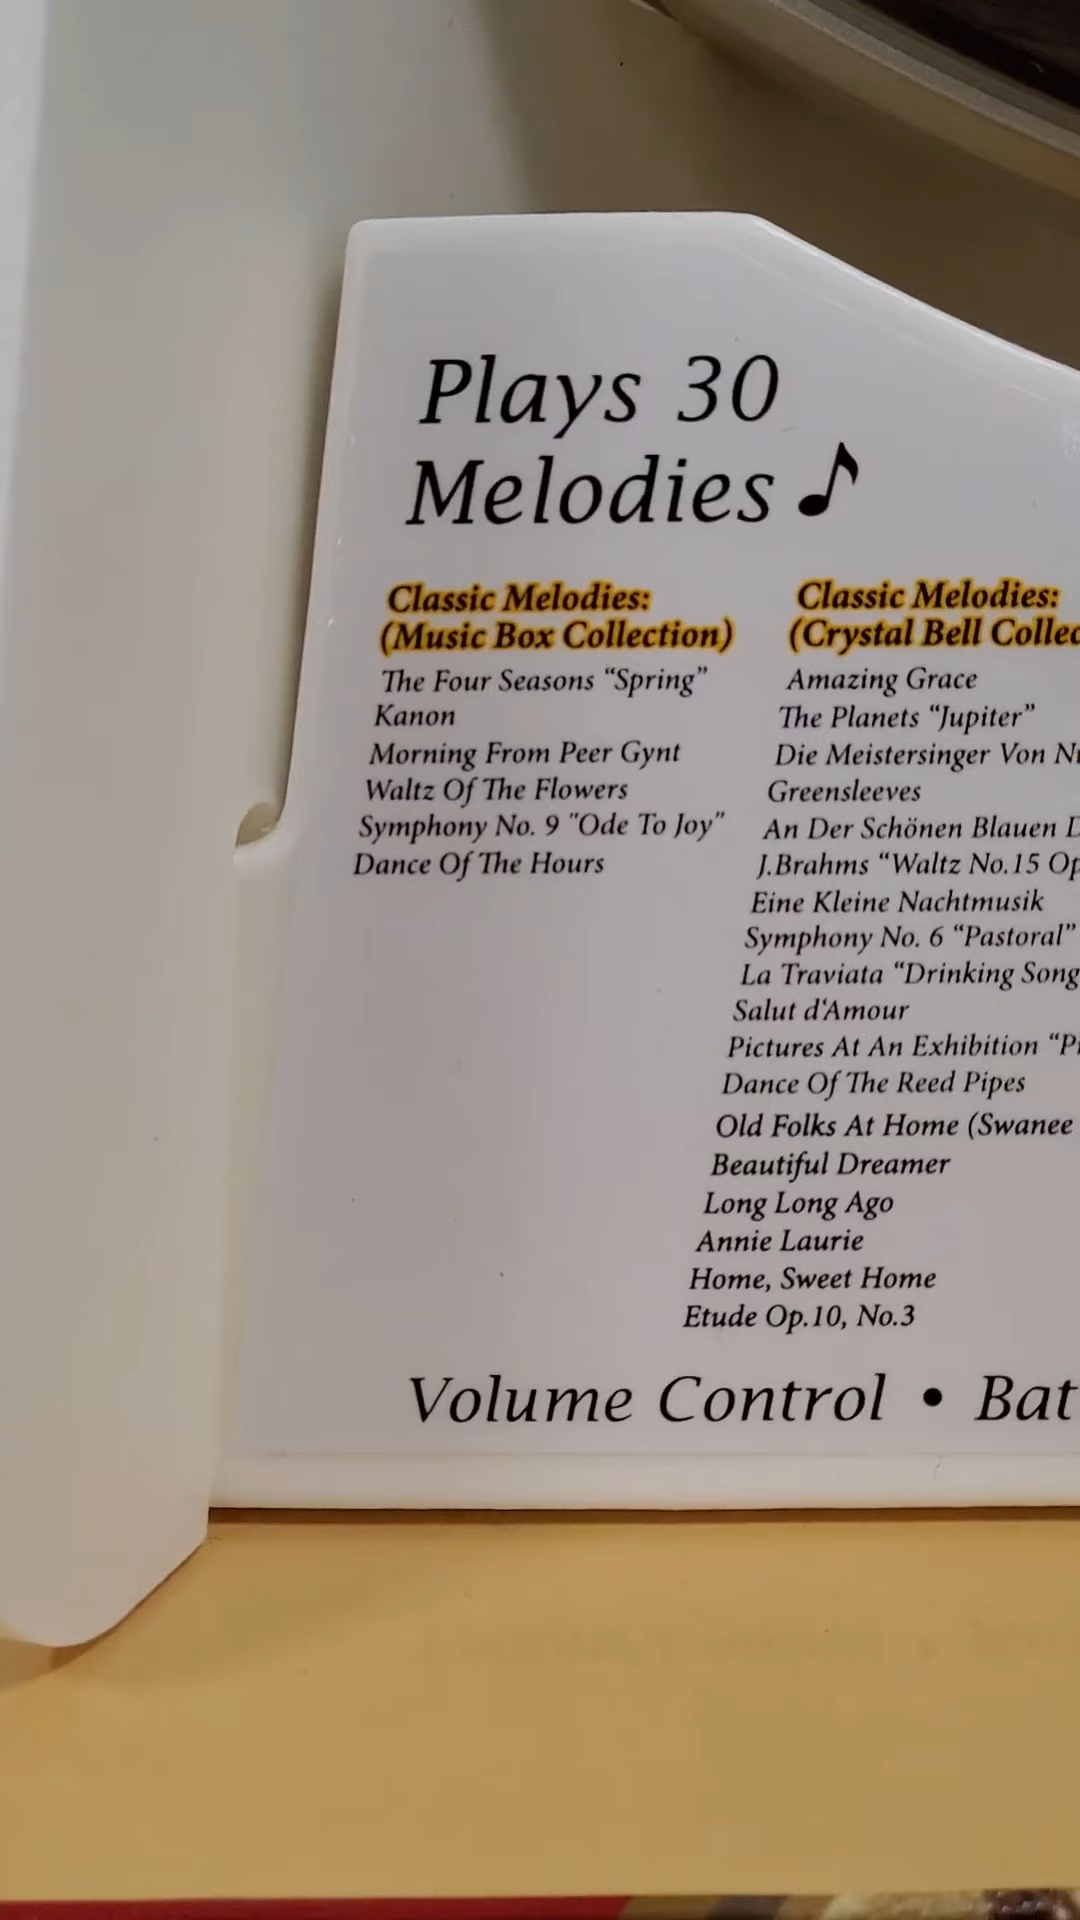 Plays 30
Melodies
Classic Melodies:
(Music Box Collection)
The Four Seasons “Spring”
Kanon
Morning From Peer Gynt
Waltz Of The Flowers
Symphony No. 9 "Ode To Joy"
Dance Of The Hours
Classic Melodies:
(Crystal Bell
Amazing Grace
The Planets “Jupiter”
Die Meistersinger Von
Greensleeves
An Der Schönen Blauen
J.Brahms “Waltz No.15
Eine Kleine Nachtmusik
Symphony No. 6 “Pastoral”
La Traviata “Drinking Song
Salut d‘Amour
Pictures At An Exhibition
Dance Of The Reed Pipes
Old Folks At Home (Swanee
Beautiful Dreamer
Long Long Ago
Annie Laurie
Home, Sweet Home
Etude Op.10, No.3
Volume Control •